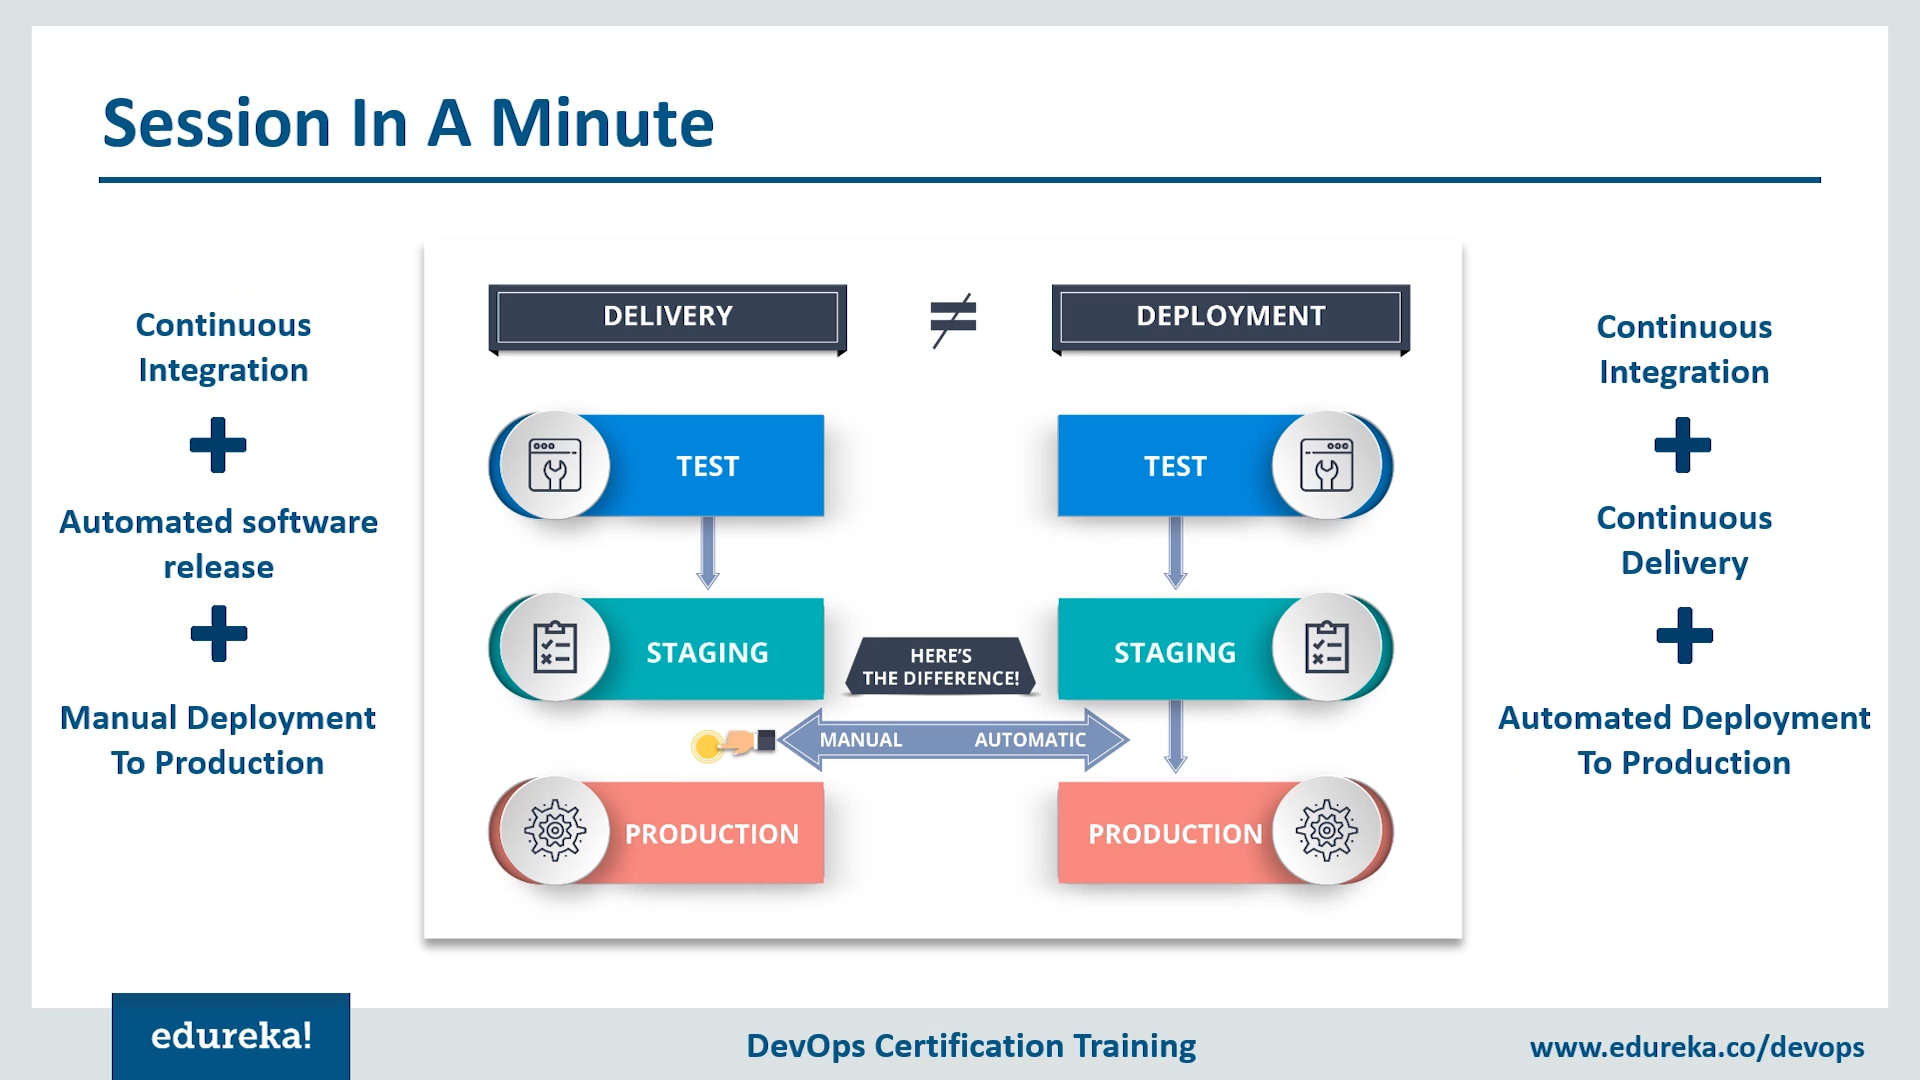 Session In A Minute
Continuous
Integration
Automated software
release
Manual Deployment
To Production
DELIVERY
DEPLOYMENT
TEST
TEST
STAGING
HERE'S
THE DIFFERENCE!
STAGING
MANUAL
AUTOMATIC
PRODUCTION
PRODUCTION
Continuous
Integration
Continuous
Delivery
Automated Deployment
To Production
edureka!
DevOps Certification Training
www.edureka.co/devops